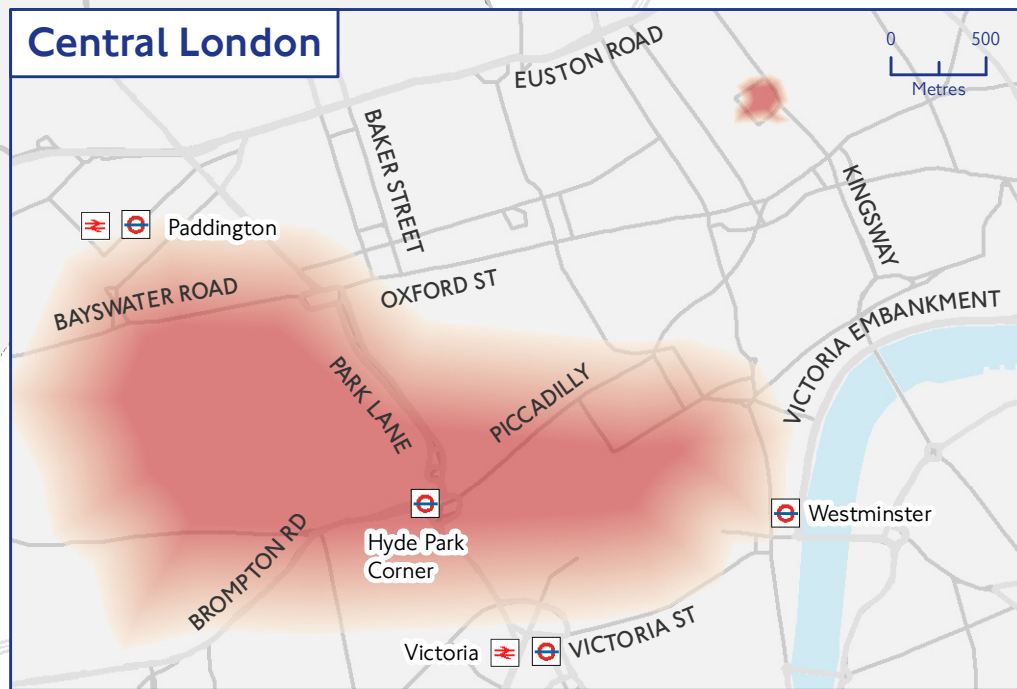 Central London
EUSTON ROAD
0 500
Metres
BAKER STREET
KINGSWAY
Paddington
BAYSWATER ROAD
OXFORD ST
VICTORIA EMBANKMENT
PARK LANE
PICCADILLY
Westminster
Hyde Park
Corner
BROMPTON RD
Victoria
VICTORIA ST